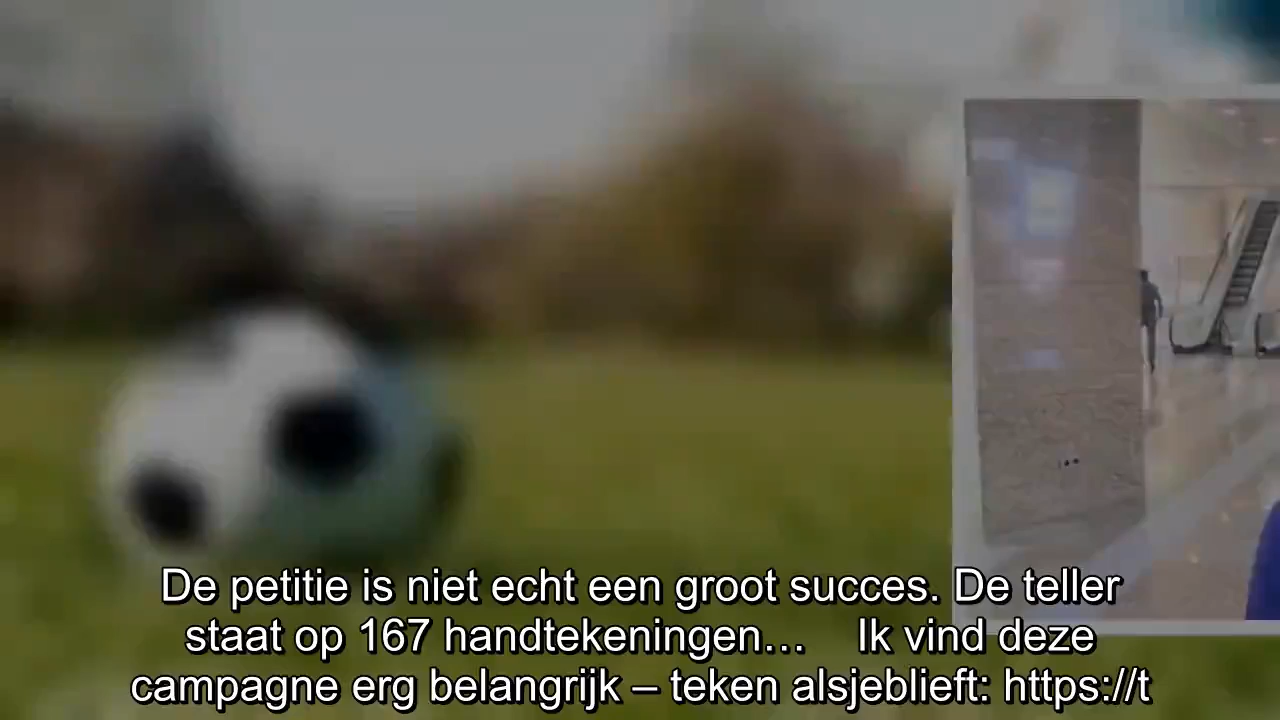 De petitie is niet echt een groot succes. De teller
staat op 167 handtekeningen… Ik vind deze
campagne erg belangrijk – teken alsjeblieft: https://t